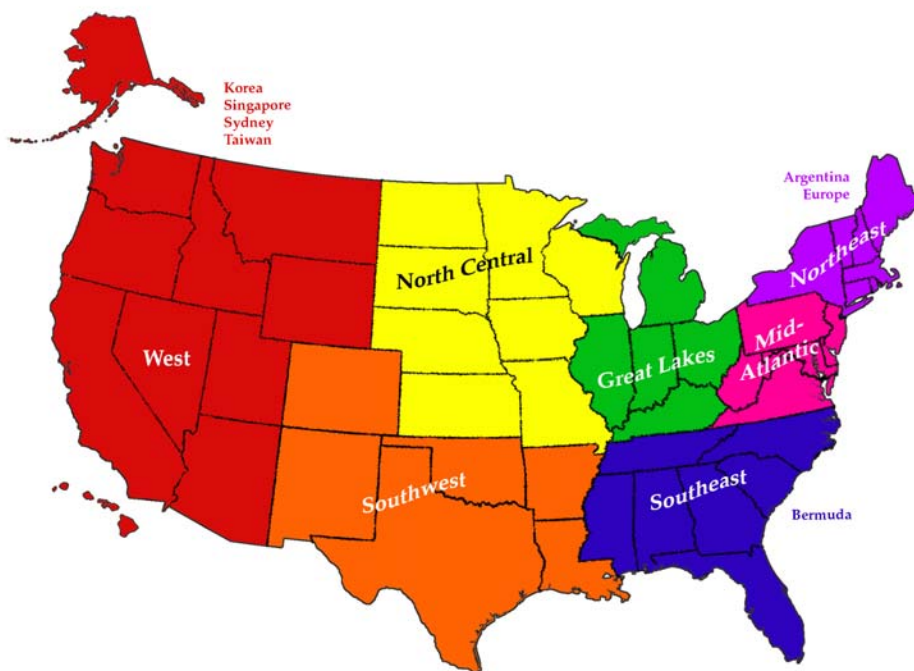 Korea
Singapore
Sydney
Taiwan
Argentina
Europe
Northeast
North Central
Mid-
Atlantic
West
Great Lakes
Southwest
Southeast
Bermuda